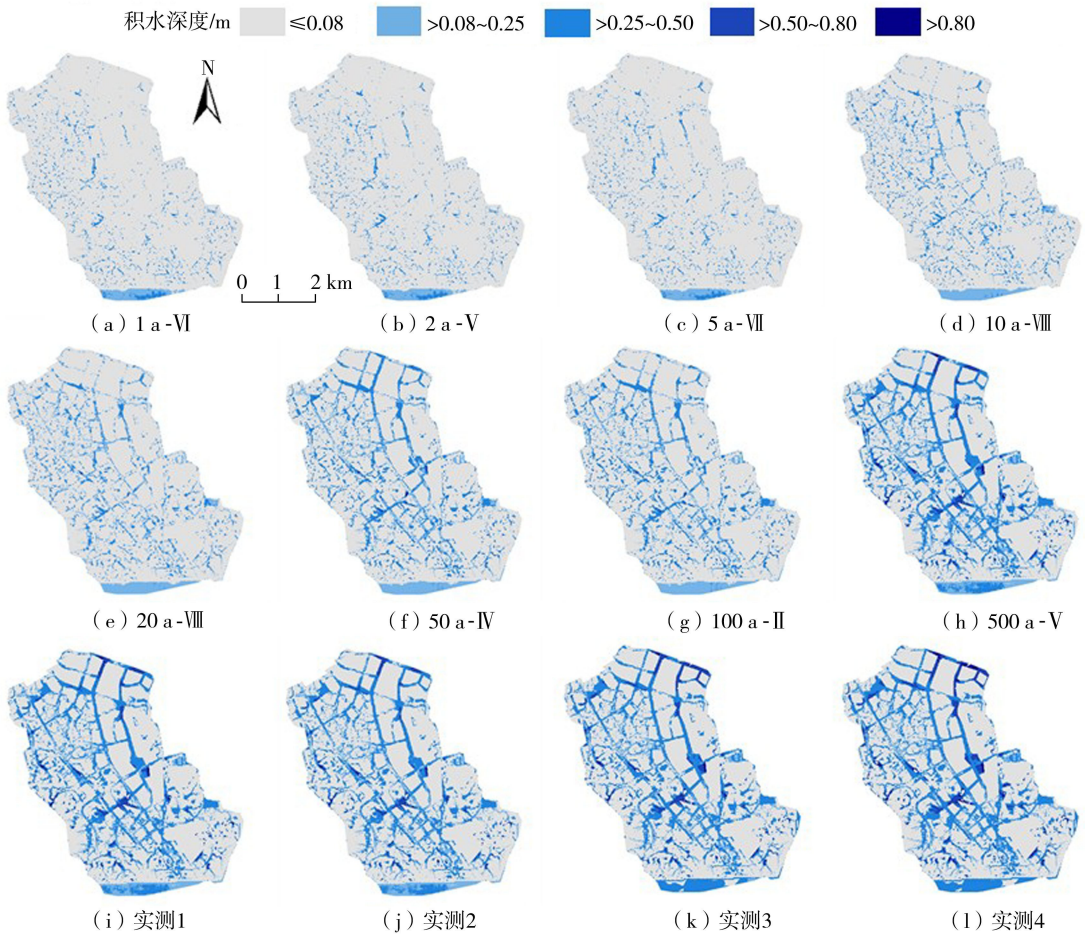 积水深度/m ≤0.08 >0.08~0.25 >0.25~0.50 >0.50~0.80 >0.80
N
0 1 2 km
（a）1 a-Ⅵ （b）2 a-Ⅴ （c）5 a-Ⅶ （d）10 a-Ⅷ
（e）20 a-Ⅷ （f）50 a-Ⅳ （g）100 a-Ⅱ （h）500 a-Ⅴ
（i）实测1 （j）实测2 （k）实测3 （l）实测4